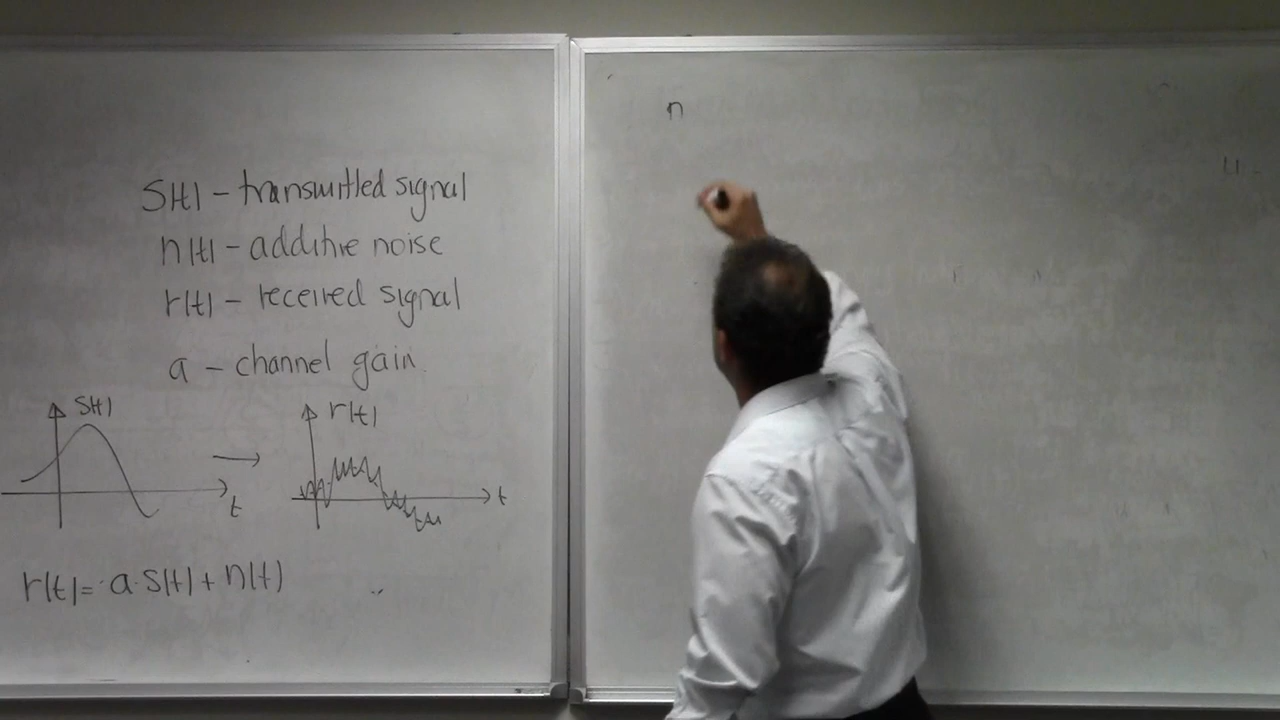 s(t) - transmitted signal
n(t) - additive noise
r(t) - received signal
a - channel gain
s(t)
t
r(t)
t
r(t) = a·s(t) + n(t)
n